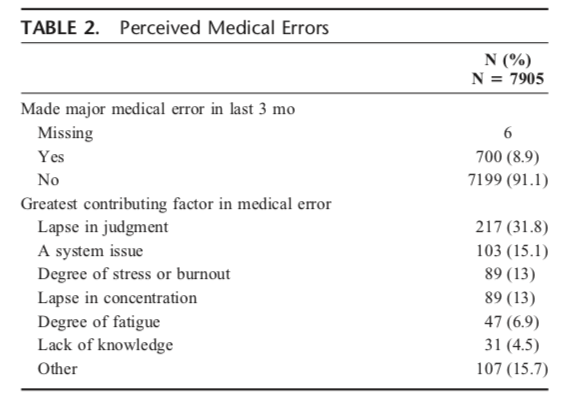 TABLE 2. Perceived Medical Errors
N (%)
N = 7905
Made major medical error in last 3 mo
Missing 6
Yes 700 (8.9)
No 7199 (91.1)
Greatest contributing factor in medical error
Lapse in judgment 217 (31.8)
A system issue 103 (15.1)
Degree of stress or burnout 89 (13)
Lapse in concentration 89 (13)
Degree of fatigue 47 (6.9)
Lack of knowledge 31 (4.5)
Other 107 (15.7)